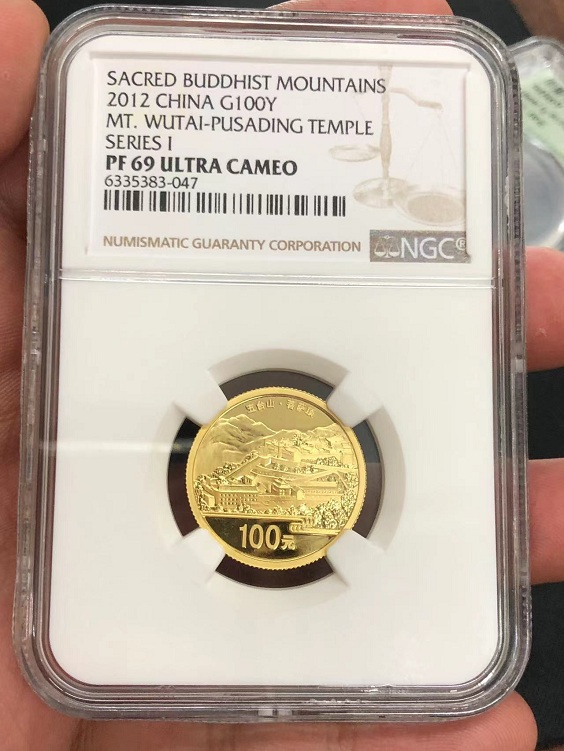 SACRED BUDDHIST MOUNTAINS
2012 CHINA G100Y
MT. WUTAI-PUSADING TEMPLE
SERIES I
PF 69 ULTRA CAMEO
6335383-047
NUMISMATIC GUARANTY CORPORATION
NGC®
五台山·菩萨顶
100元